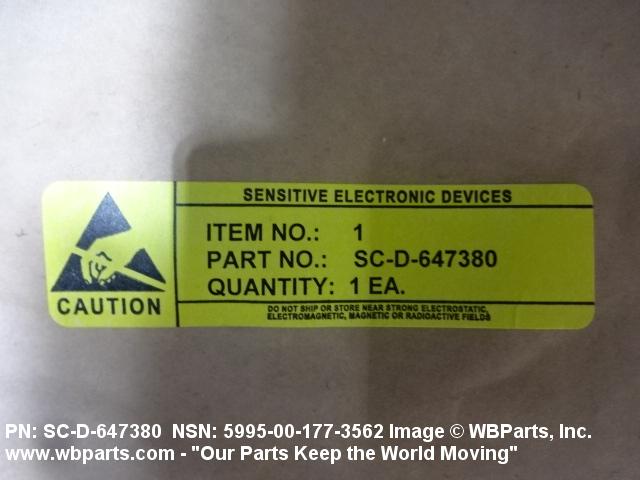 SENSITIVE ELECTRONIC DEVICES
ITEM NO.: 1
PART NO.: SC-D-647380
QUANTITY: 1 EA.
CAUTION
DO NOT SHIP OR STORE NEAR STRONG ELECTROSTATIC,
ELECTROMAGNETIC, MAGNETIC OR RADIOACTIVE FIELDS
PN: SC-D-647380 NSN: 5995-00-177-3562 Image © WBParts, Inc.
www.wbparts.com - "Our Parts Keep the World Moving"